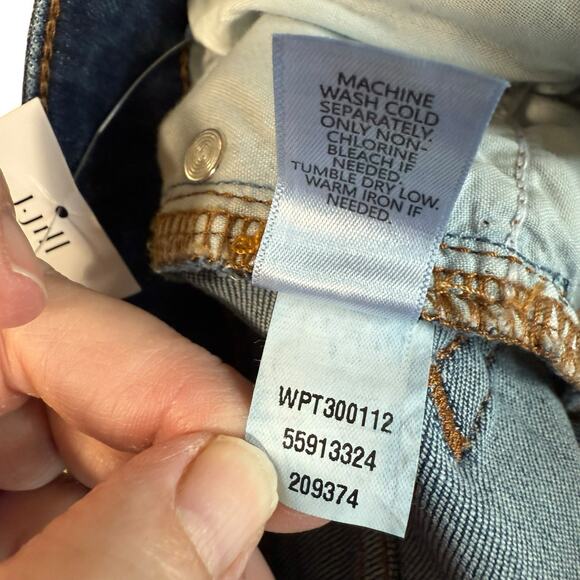 MACHINE
WASH COLD
SEPARATELY.
ONLY NON-
CHLORINE
BLEACH IF
NEEDED.
TUMBLE DRY LOW.
WARM IRON IF
NEEDED.
WPT300112
55913324
209374